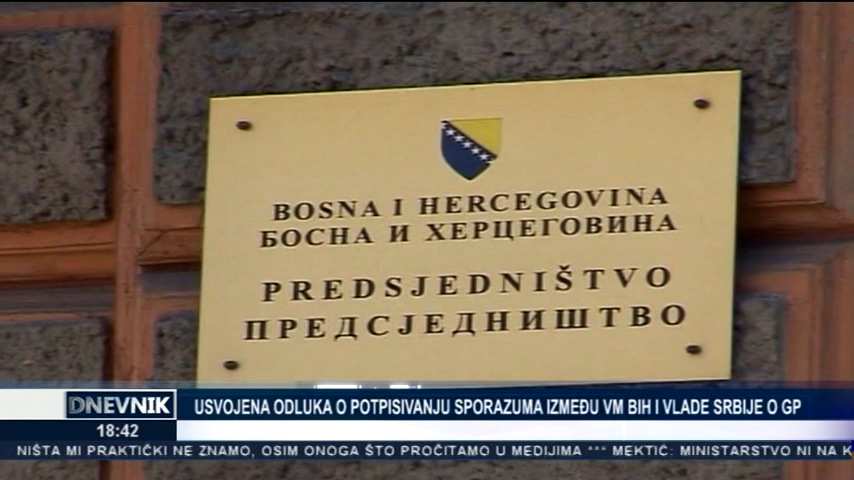 BOSNA I HERCEGOVINA
БОСНА И ХЕРЦЕГОВИНА
PREDSJEDNIŠTVO
ПРЕДСЈЕДНИШТВО
DNEVNIK
USVOJENA ODLUKA O POTPISIVANJU SPORAZUMA IZMEĐU VM BIH I VLADE SRBIJE O GP
18:42
NIŠTA MI PRAKTIČKI NE ZNAMO, OSIM ONOGA ŠTO PROČITAMO U MEDIJIMA *** MEKTIĆ: MINISTARSTVO NI NA K